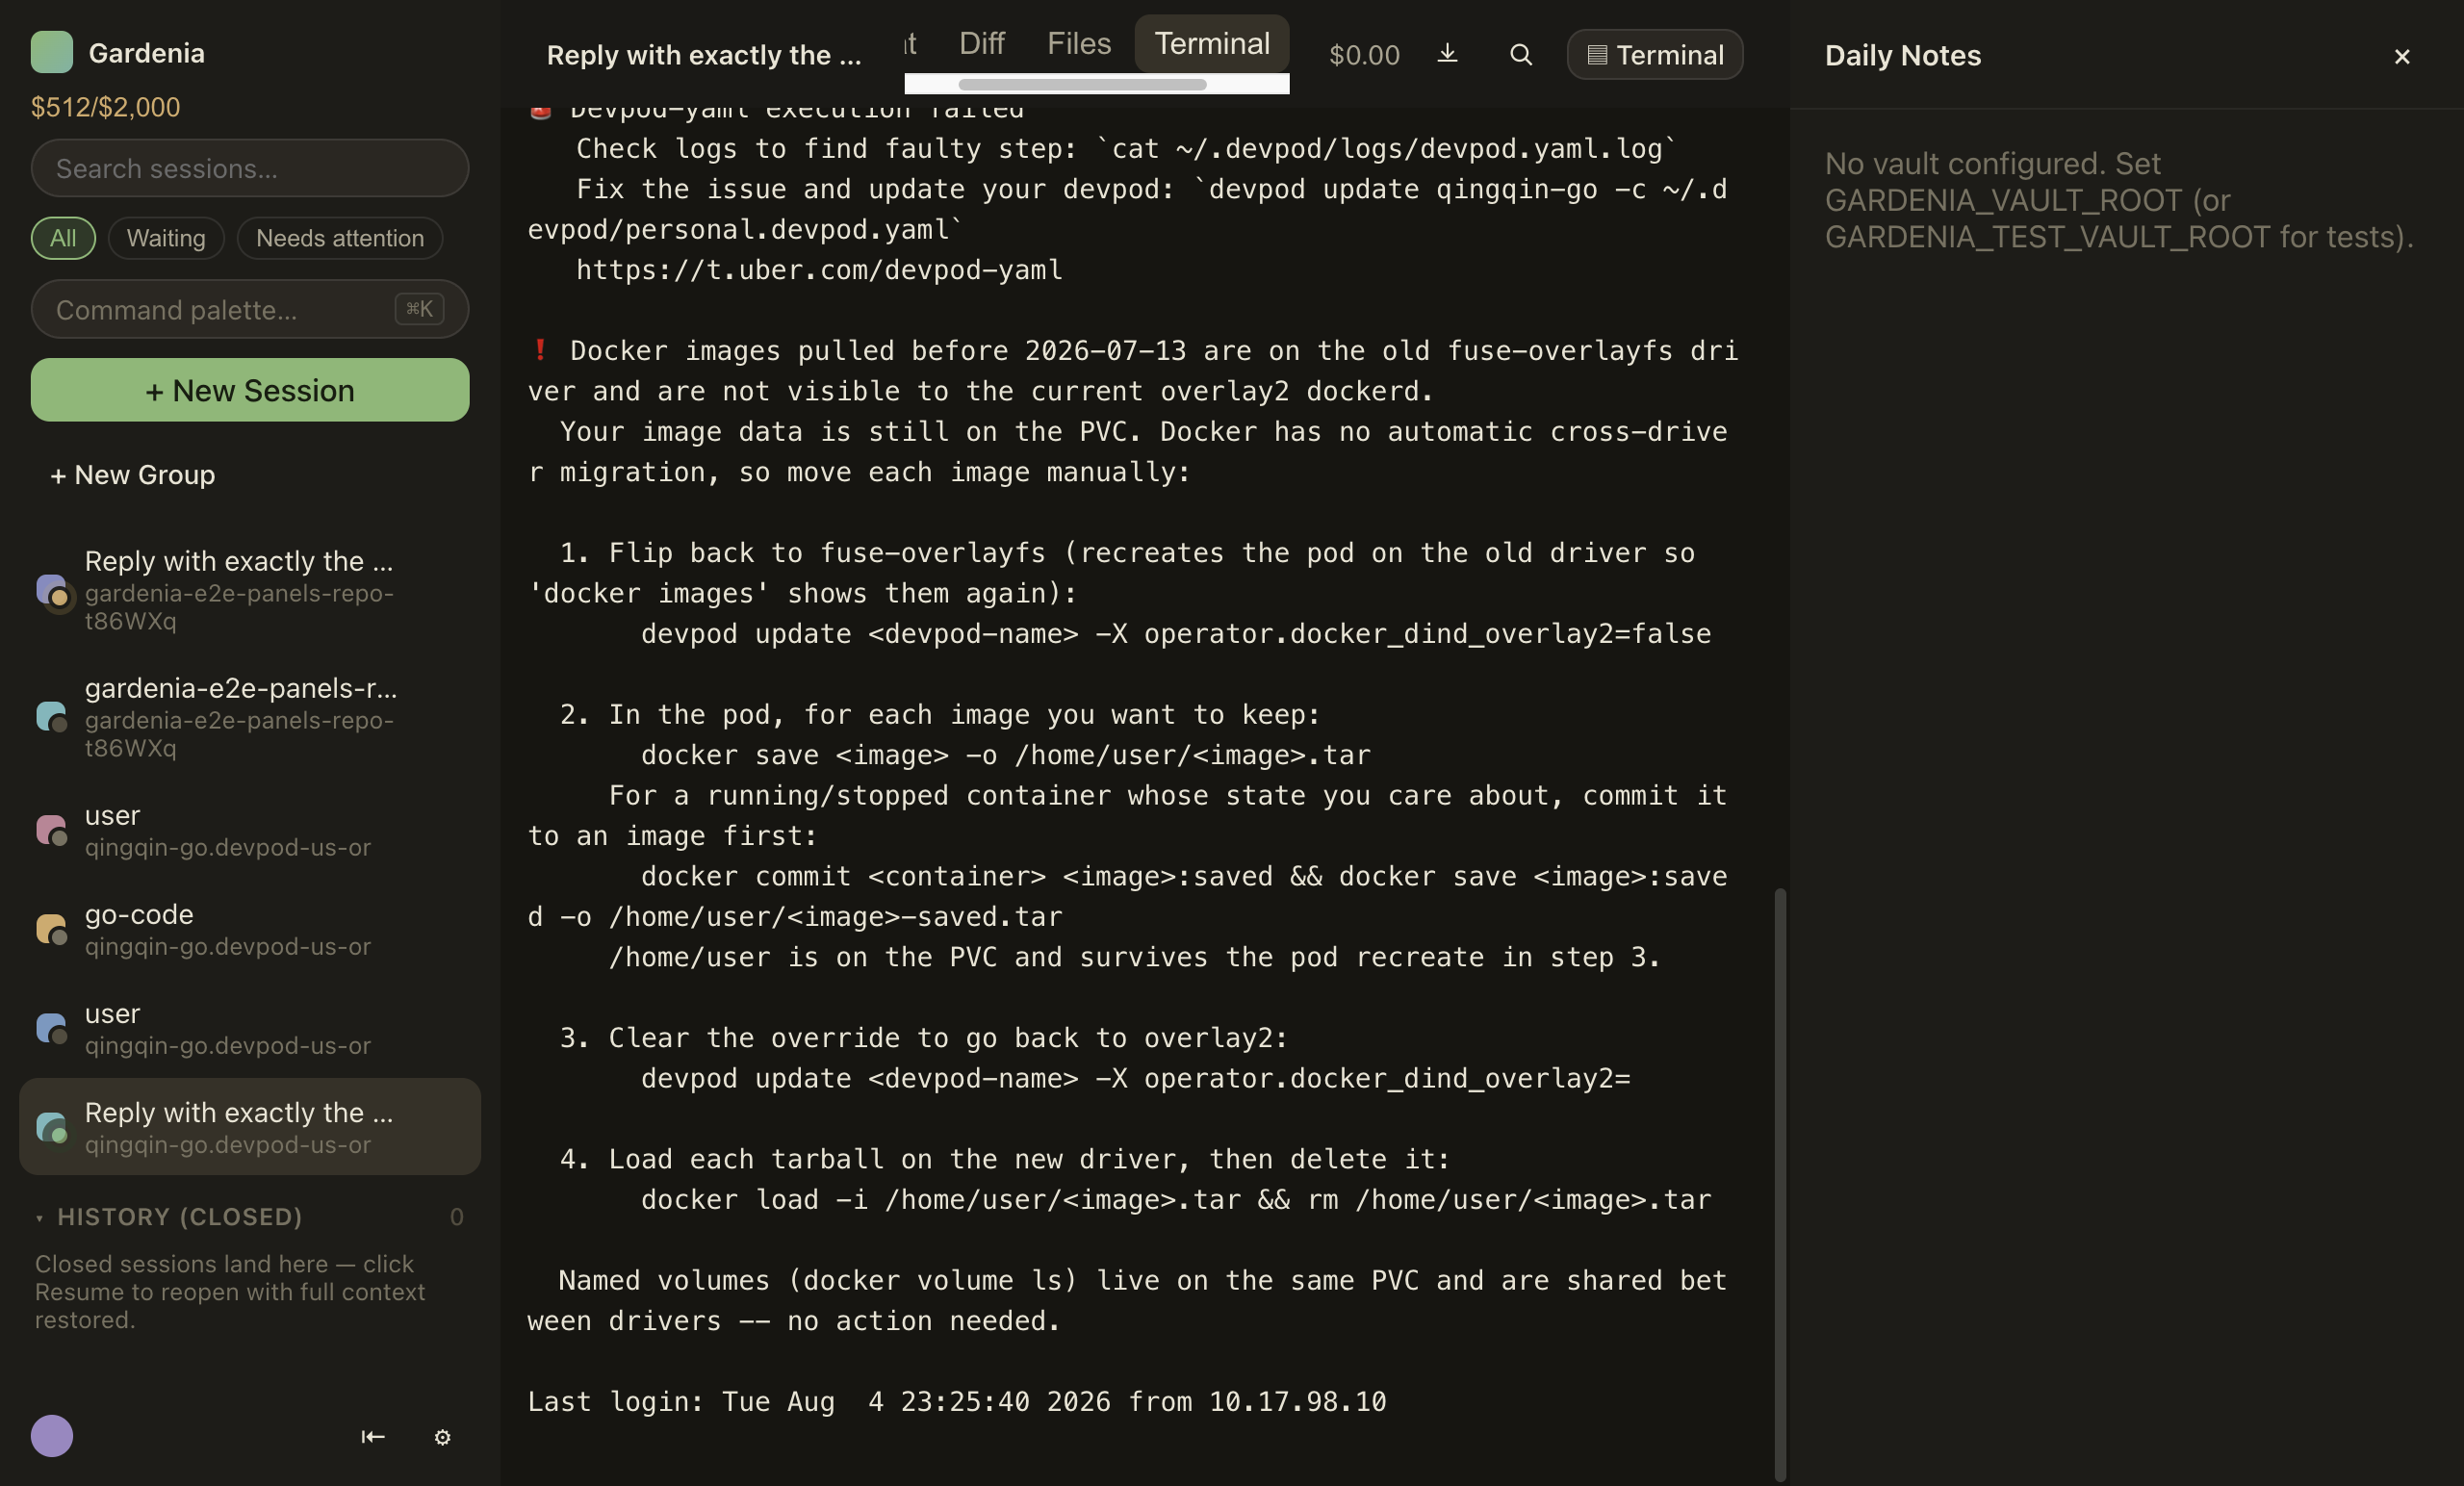 Gardenia
$512/$2,000
Search sessions...
All
Waiting
Needs attention
Command palette...
⌘K
+ New Session
+ New Group
Reply with exactly the ...
gardenia-e2e-panels-repo-
t86WXq
gardenia-e2e-panels-r...
gardenia-e2e-panels-repo-
t86WXq
user
qingqin-go.devpod-us-or
go-code
qingqin-go.devpod-us-or
user
qingqin-go.devpod-us-or
Reply with exactly the ...
qingqin-go.devpod-us-or
HISTORY (CLOSED)
0
Closed sessions land here — click
Resume to reopen with full context
restored.
Reply with exactly the ...
Diff
Files
Terminal
$0.00
Terminal
Devpod-yaml execution failed
Check logs to find faulty step: `cat ~/.devpod/logs/devpod.yaml.log`
Fix the issue and update your devpod: `devpod update qingqin-go -c ~/.d
evpod/personal.devpod.yaml`
https://t.uber.com/devpod-yaml
❗ Docker images pulled before 2026-07-13 are on the old fuse-overlayfs dri
ver and are not visible to the current overlay2 dockerd.
Your image data is still on the PVC. Docker has no automatic cross-drive
r migration, so move each image manually:
1. Flip back to fuse-overlayfs (recreates the pod on the old driver so
'docker images' shows them again):
devpod update <devpod-name> -X operator.docker_dind_overlay2=false
2. In the pod, for each image you want to keep:
docker save <image> -o /home/user/<image>.tar
For a running/stopped container whose state you care about, commit it
to an image first:
docker commit <container> <image>:saved && docker save <image>:save
d -o /home/user/<image>-saved.tar
/home/user is on the PVC and survives the pod recreate in step 3.
3. Clear the override to go back to overlay2:
devpod update <devpod-name> -X operator.docker_dind_overlay2=
4. Load each tarball on the new driver, then delete it:
docker load -i /home/user/<image>.tar && rm /home/user/<image>.tar
Named volumes (docker volume ls) live on the same PVC and are shared bet
ween drivers -- no action needed.
Last login: Tue Aug  4 23:25:40 2026 from 10.17.98.10
Daily Notes
No vault configured. Set
GARDENIA_VAULT_ROOT (or
GARDENIA_TEST_VAULT_ROOT for tests).